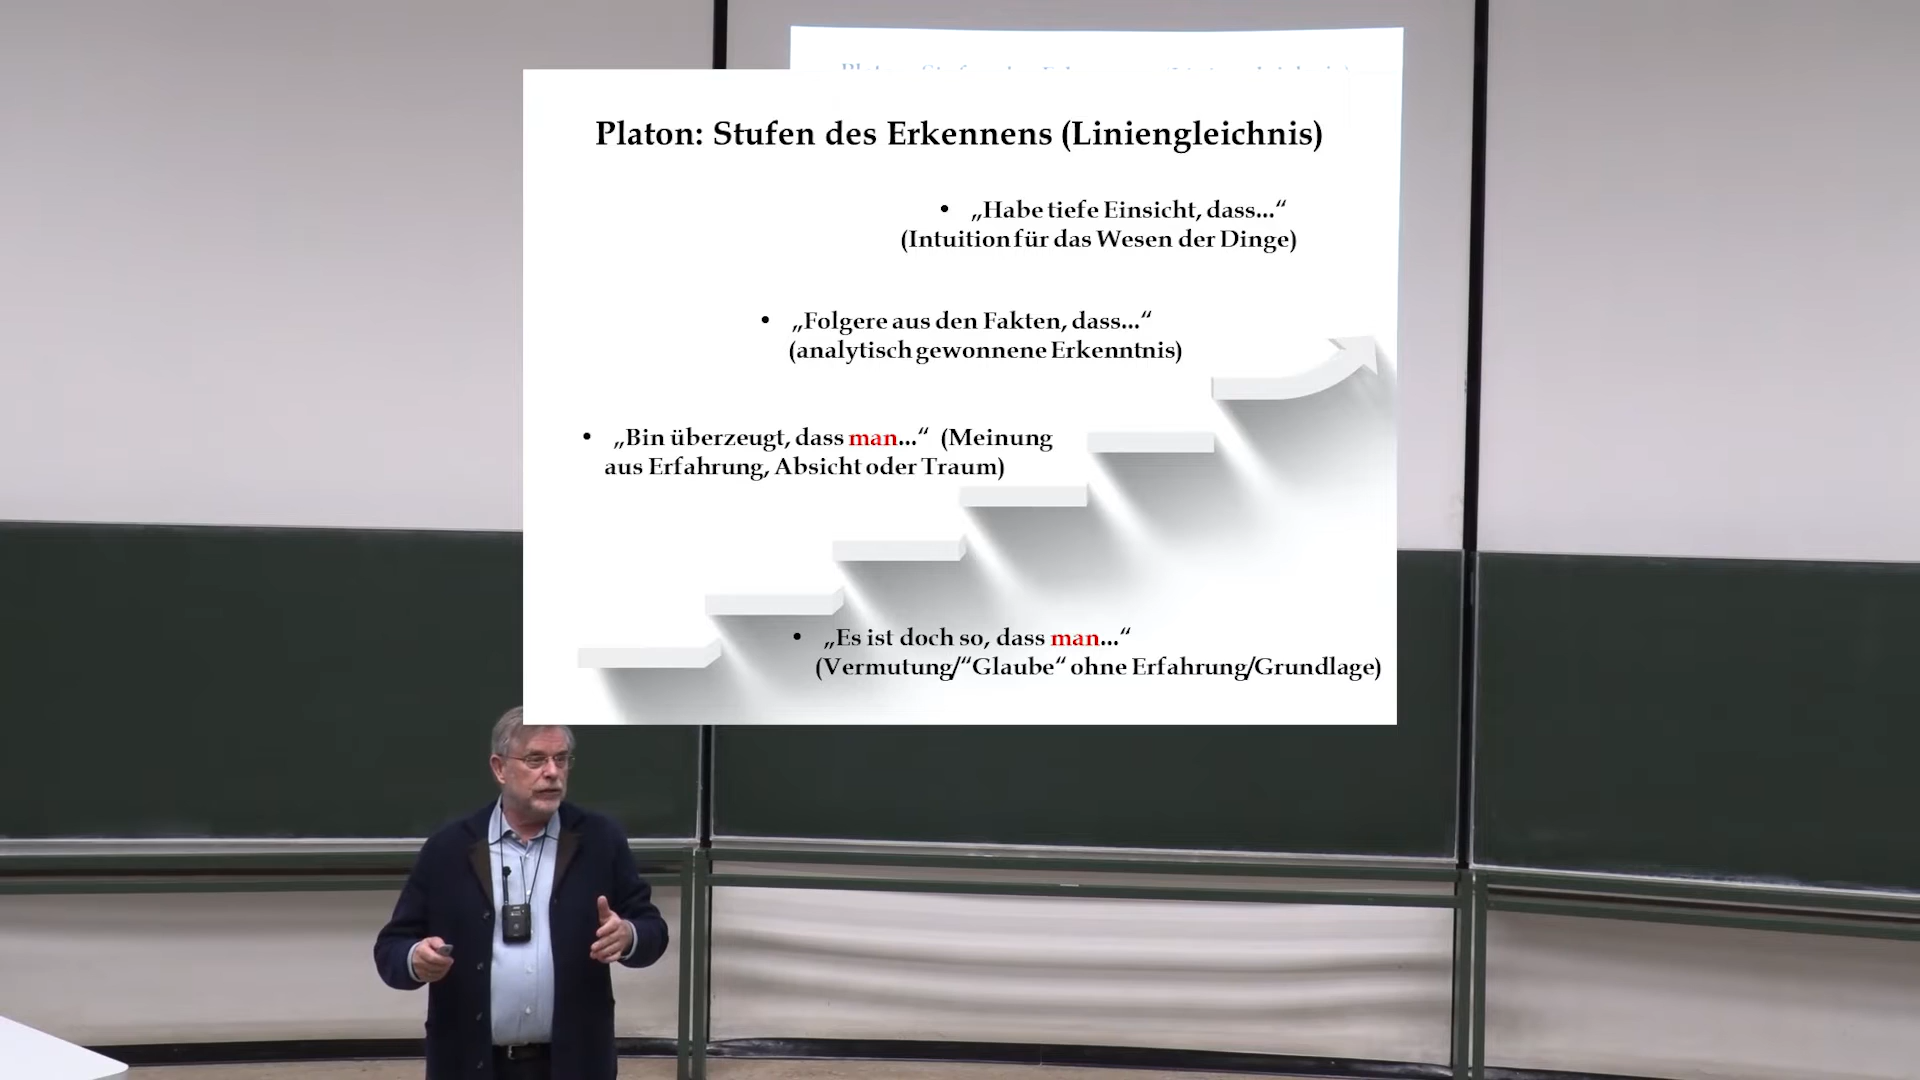 Platon: Stufen des Erkennens (Liniengleichnis)
• „Habe tiefe Einsicht, dass...“
(Intuition für das Wesen der Dinge)
• „Folgere aus den Fakten, dass...“
(analytisch gewonnene Erkenntnis)
• „Bin überzeugt, dass man...“ (Meinung
aus Erfahrung, Absicht oder Traum)
• „Es ist doch so, dass man...“
(Vermutung/“Glaube“ ohne Erfahrung/Grundlage)